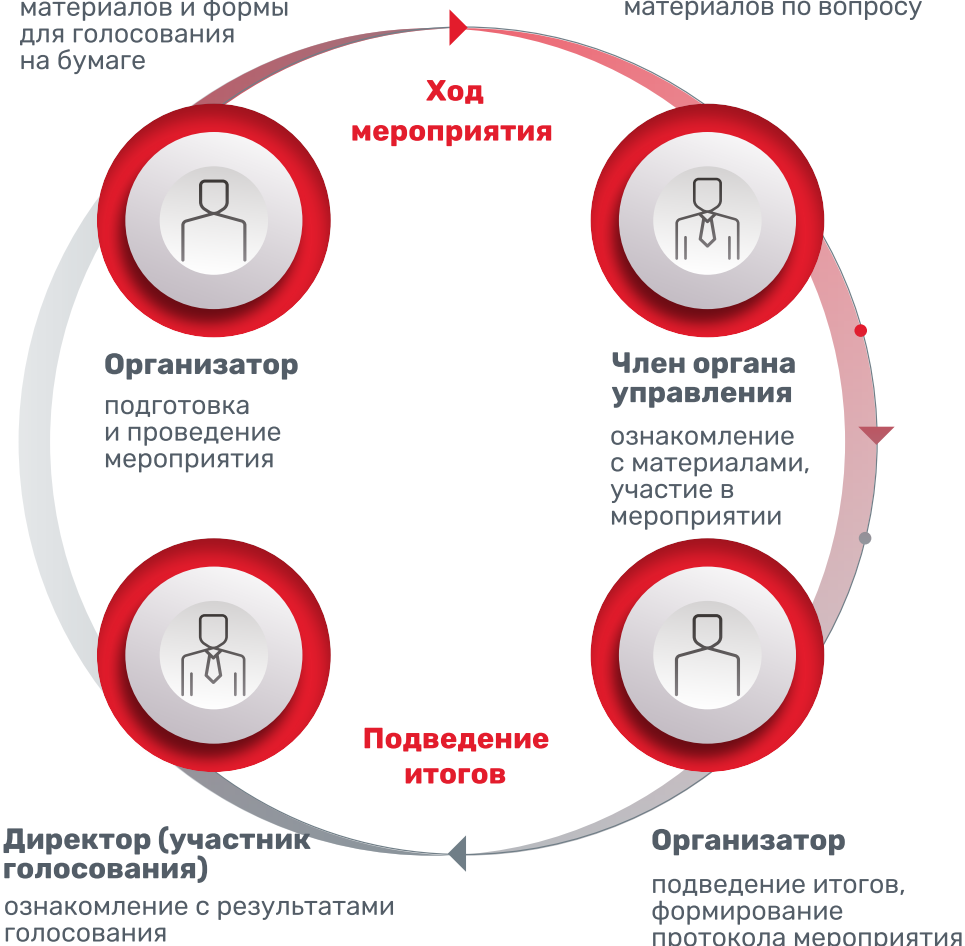 материалов и формы
для голосования
на бумаге
материалов по вопросу
Ход
мероприятия
Организатор
подготовка
и проведение
мероприятия
Член органа
управления
ознакомление
с материалами,
участие в
мероприятии
Подведение
итогов
Директор (участник
голосования)
ознакомление с результатами
голосования
Организатор
подведение итогов,
формирование
протокола мероприятия